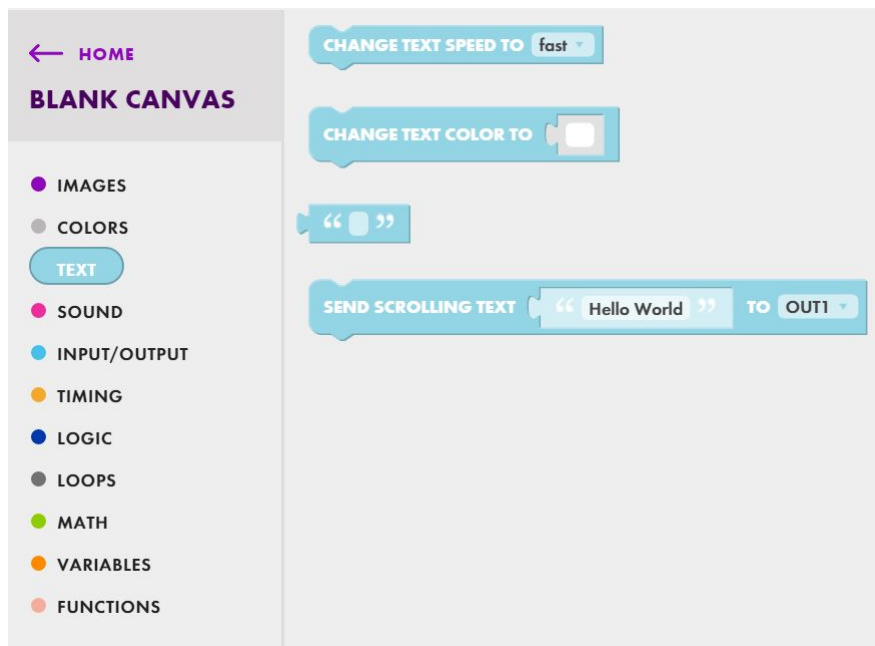 ← HOME
BLANK CANVAS
IMAGES
COLORS
TEXT
SOUND
INPUT/OUTPUT
TIMING
LOGIC
LOOPS
MATH
VARIABLES
FUNCTIONS
CHANGE TEXT SPEED TO fast
CHANGE TEXT COLOR TO
“ ”
SEND SCROLLING TEXT “ Hello World ” TO OUT1